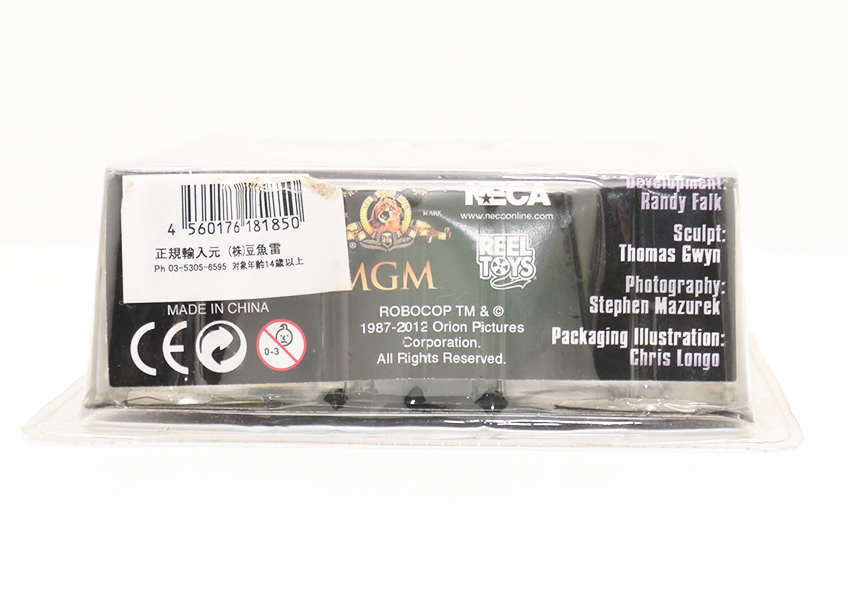 4 560176 181850
正規輸入元 (株)豆魚雷
Ph 03-5305-6595 対象年齢14歳以上
MADE IN CHINA
CE
0-3
MARK
MGM
NECA
www.necaonline.com
REEL
TOYS
ROBOCOP TM & ©
1987-2012 Orion Pictures
Corporation.
All Rights Reserved.
Development:
Randy Falk
Sculpt:
Thomas Gwyn
Photography:
Stephen Mazurek
Packaging Illustration:
Chris Longo